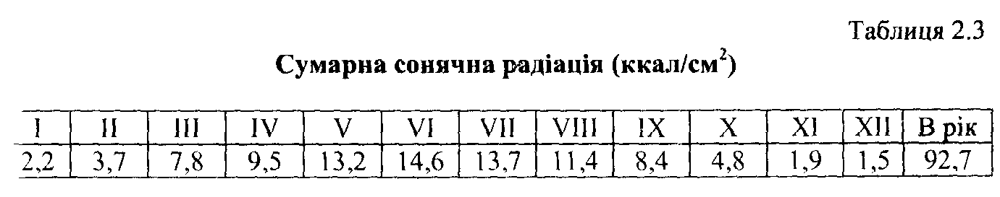 Таблиця 2.3
Сумарна сонячна радіація (ккал/см²)
I II III IV V VI VII VIII IX X XI XII В рік
2,2 3,7 7,8 9,5 13,2 14,6 13,7 11,4 8,4 4,8 1,9 1,5 92,7